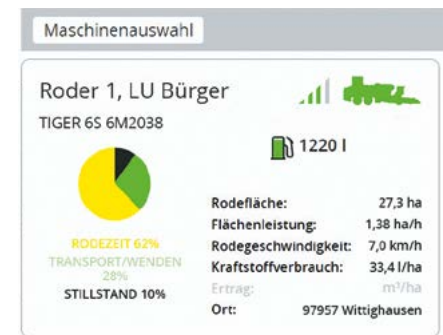 Maschinenauswahl
Roder 1, LU Bürger
TIGER 6S 6M2038
1220 l
RODEZEIT 62%
TRANSPORT/WENDEN
28%
STILLSTAND 10%
Rodefläche: 27,3 ha
Flächenleistung: 1,38 ha/h
Rodegeschwindigkeit: 7,0 km/h
Kraftstoffverbrauch: 33,4 l/ha
Ertrag: m³/ha
Ort: 97957 Wittighausen